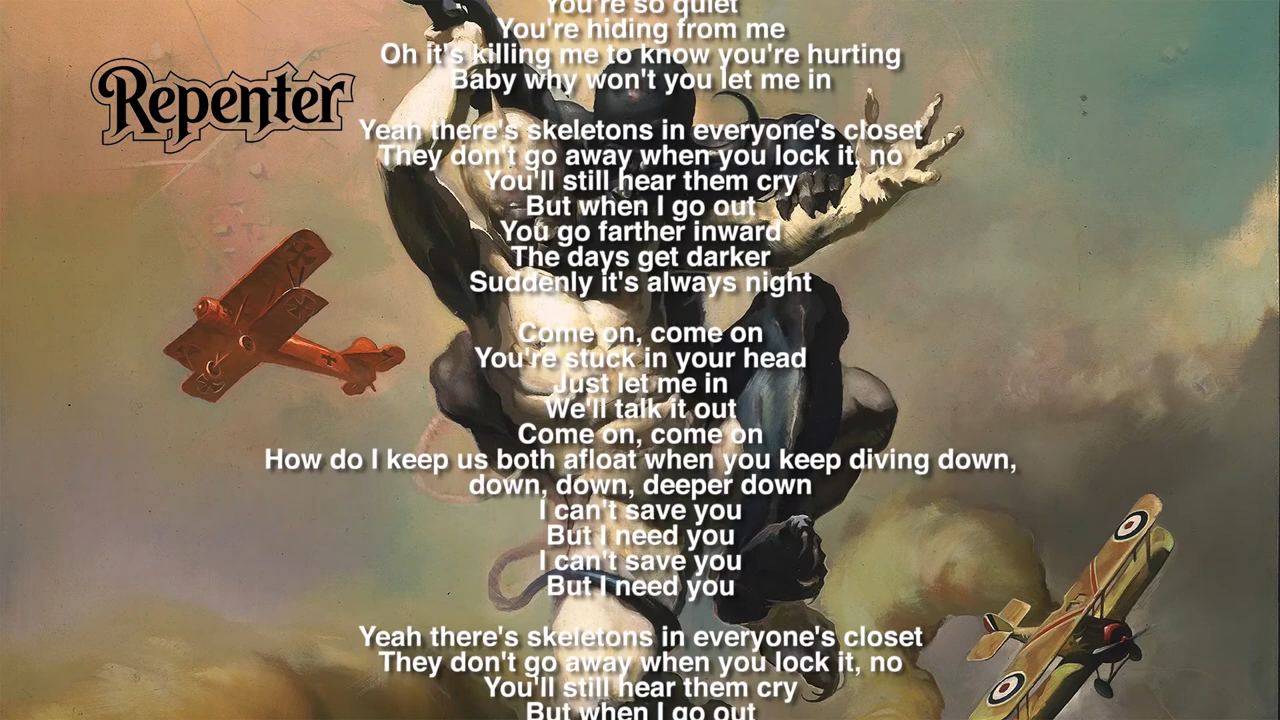 You're so quiet
You're hiding from me
Oh it's killing me to know you're hurting
Baby why won't you let me in
Repenter
Yeah there's skeletons in everyone's closet
They don't go away when you lock it, no
You'll still hear them cry
But when I go out
You go farther inward
The days get darker
Suddenly it's always night
Come on, come on
You're stuck in your head
Just let me in
We'll talk it out
Come on, come on
How do I keep us both afloat when you keep diving down,
down, down, deeper down
I can't save you
But I need you
I can't save you
But I need you
Yeah there's skeletons in everyone's closet
They don't go away when you lock it, no
You'll still hear them cry
But when I go out